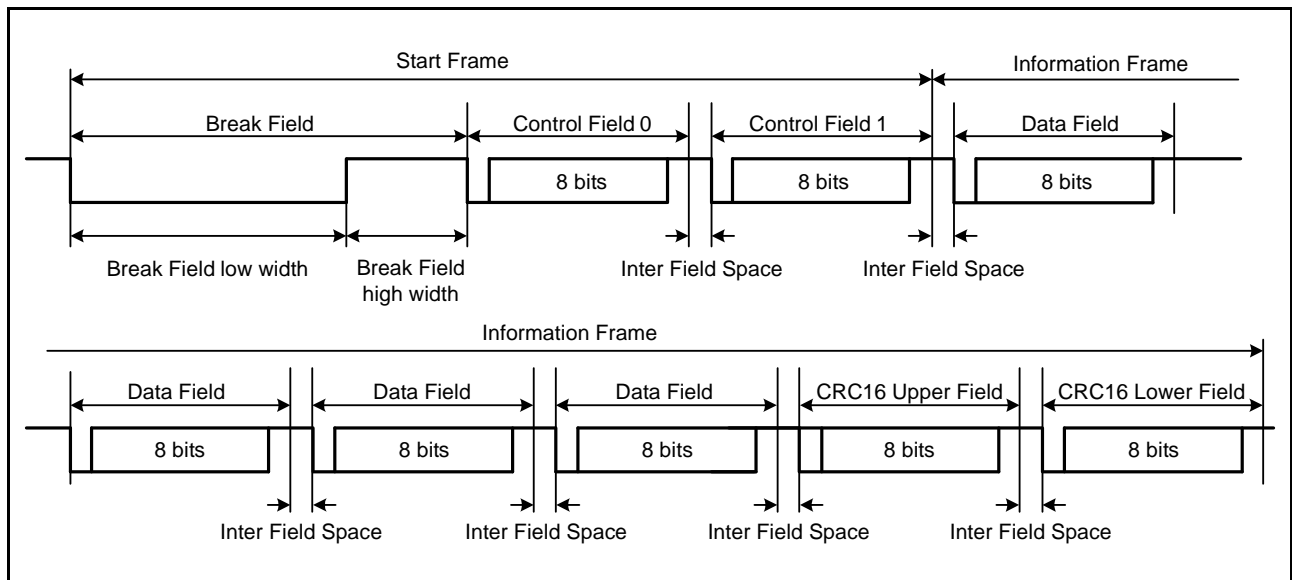 Start Frame
Information Frame
Break Field
Control Field 0
Control Field 1
Data Field
8 bits
8 bits
8 bits
Break Field low width
Break Field
high width
Inter Field Space
Inter Field Space
Information Frame
Data Field
Data Field
Data Field
CRC16 Upper Field
CRC16 Lower Field
8 bits
8 bits
8 bits
8 bits
8 bits
Inter Field Space
Inter Field Space
Inter Field Space
Inter Field Space